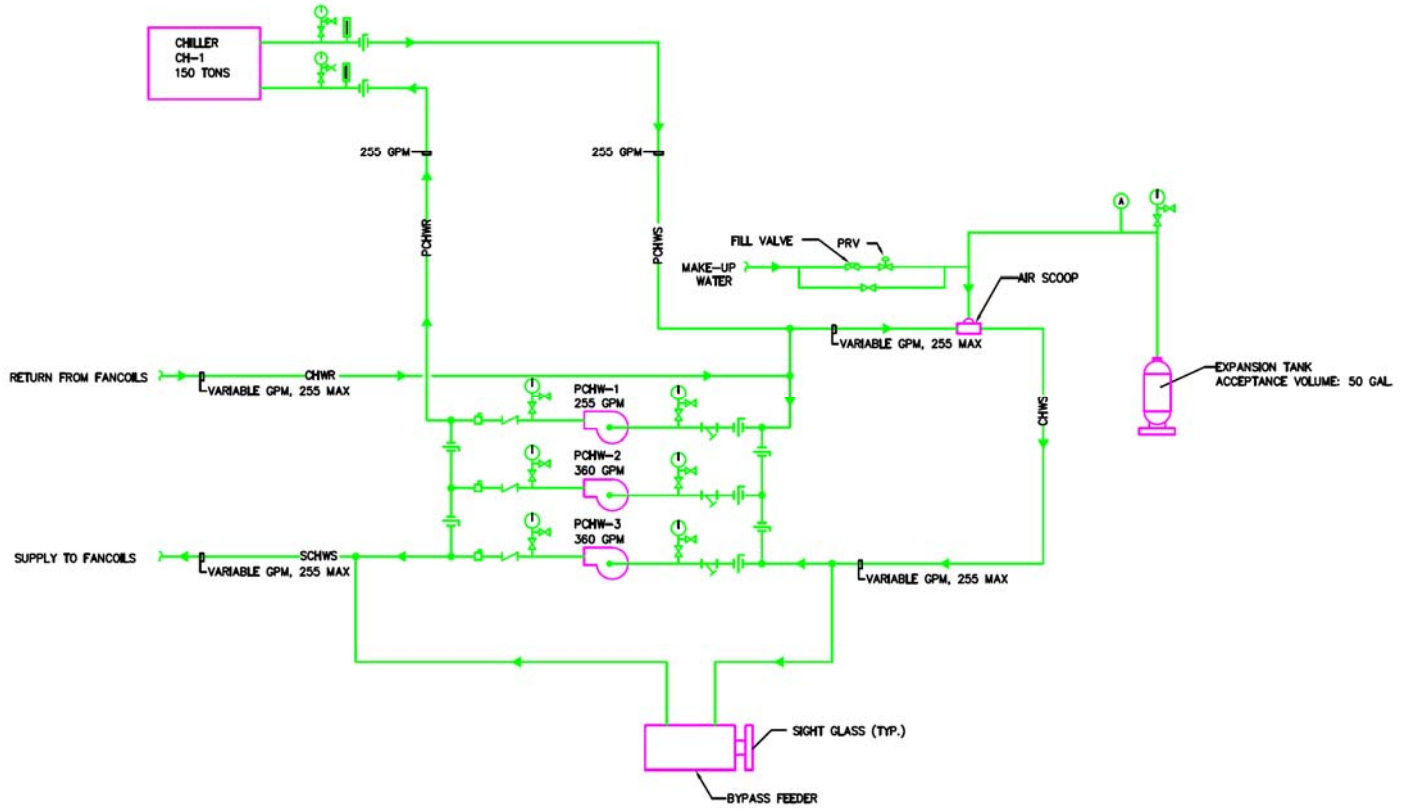 CHILLER
CH-1
150 TONS
255 GPM
255 GPM
PCHWR
PCHWS
A
FILL VALVE
PRV
MAKE-UP
WATER
AIR SCOOP
VARIABLE GPM, 255 MAX
RETURN FROM FANCOILS
CHWR
VARIABLE GPM, 255 MAX
EXPANSION TANK
ACCEPTANCE VOLUME: 50 GAL.
PCHW-1
255 GPM
CHWS
PCHW-2
360 GPM
PCHW-3
360 GPM
SUPPLY TO FANCOILS
SCHWS
VARIABLE GPM, 255 MAX
VARIABLE GPM, 255 MAX
SIGHT GLASS (TYP.)
BYPASS FEEDER